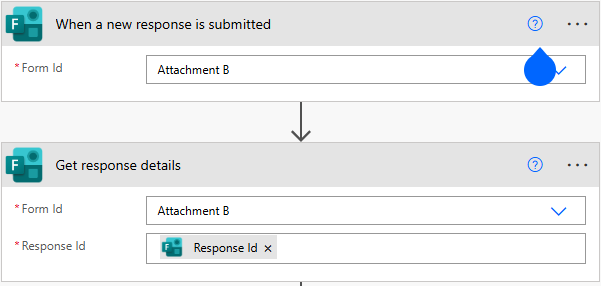 When a new response is submitted
* Form Id
Attachment B
Get response details
* Form Id
Attachment B
* Response Id
Response Id ×